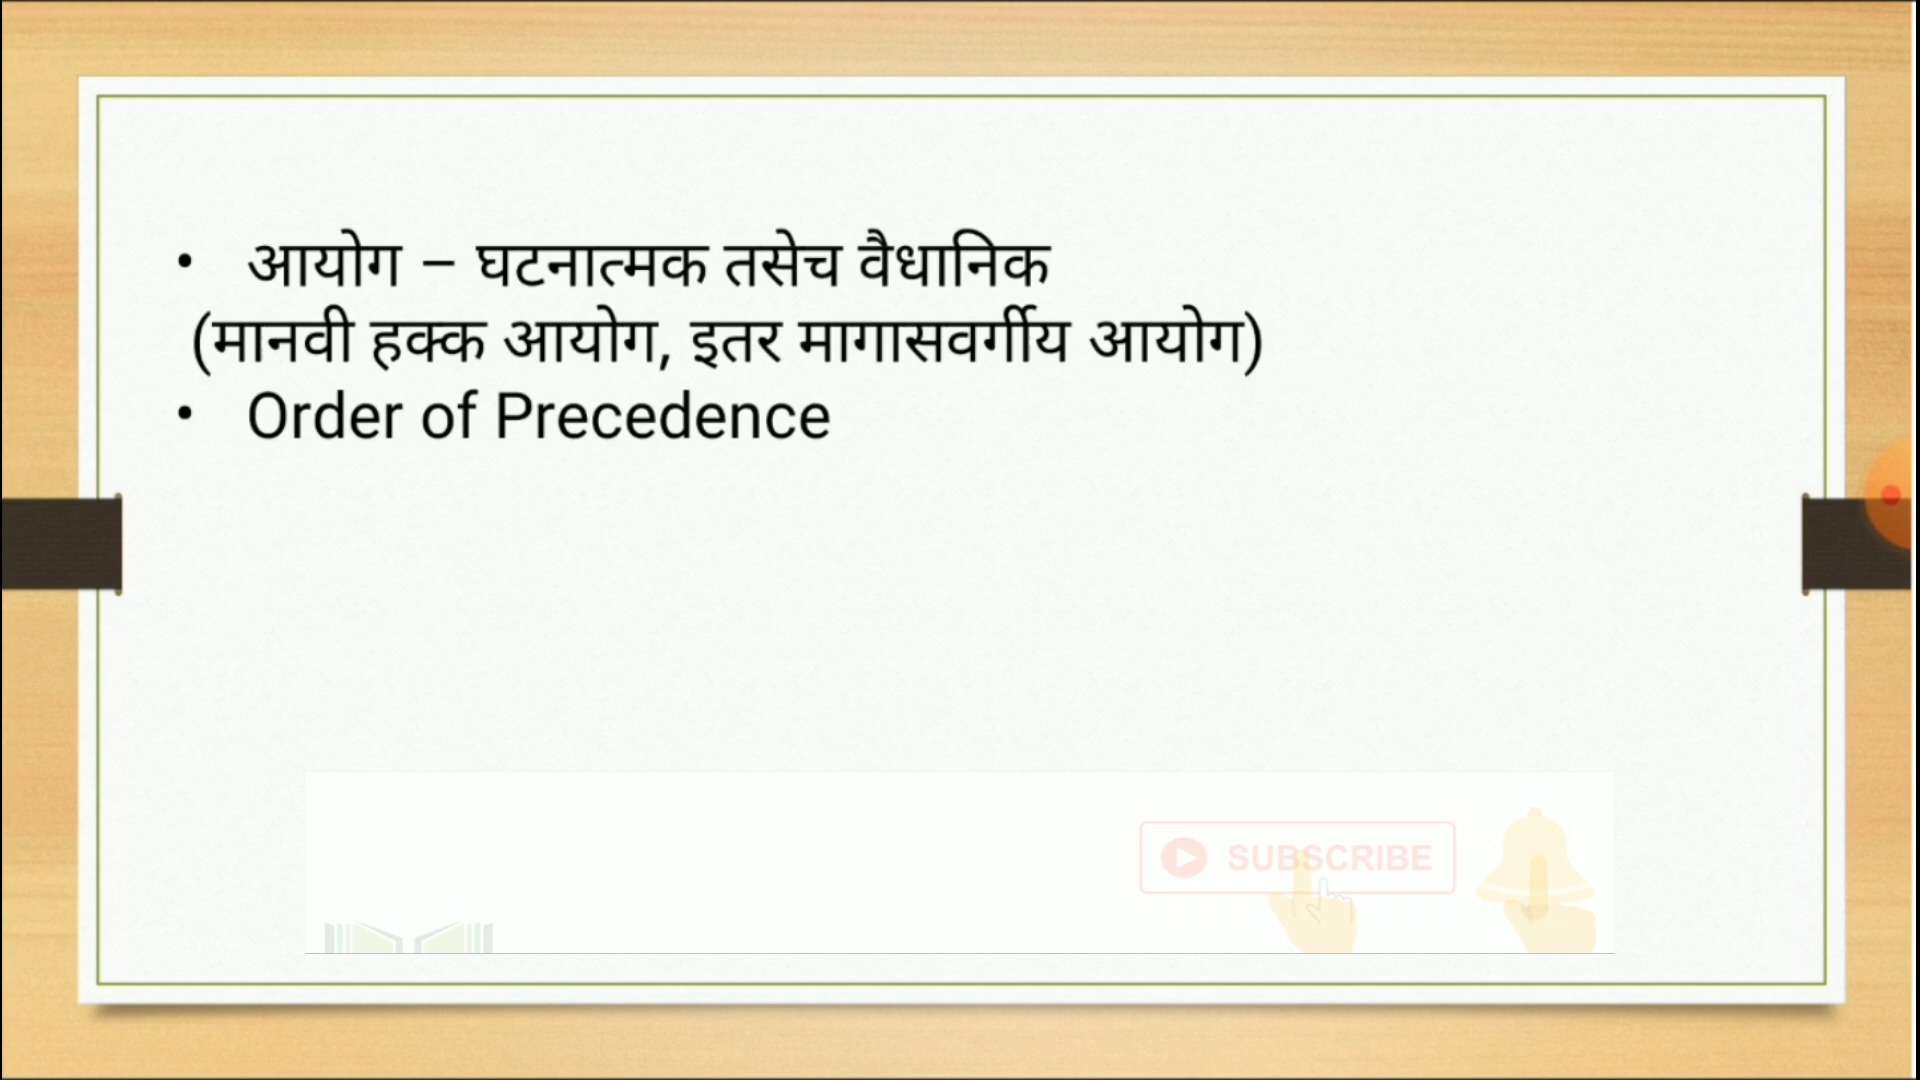 • आयोग – घटनात्मक तसेच वैधानिक
(मानवी हक्क आयोग, इतर मागासवर्गीय आयोग)
• Order of Precedence
SUBSCRIBE